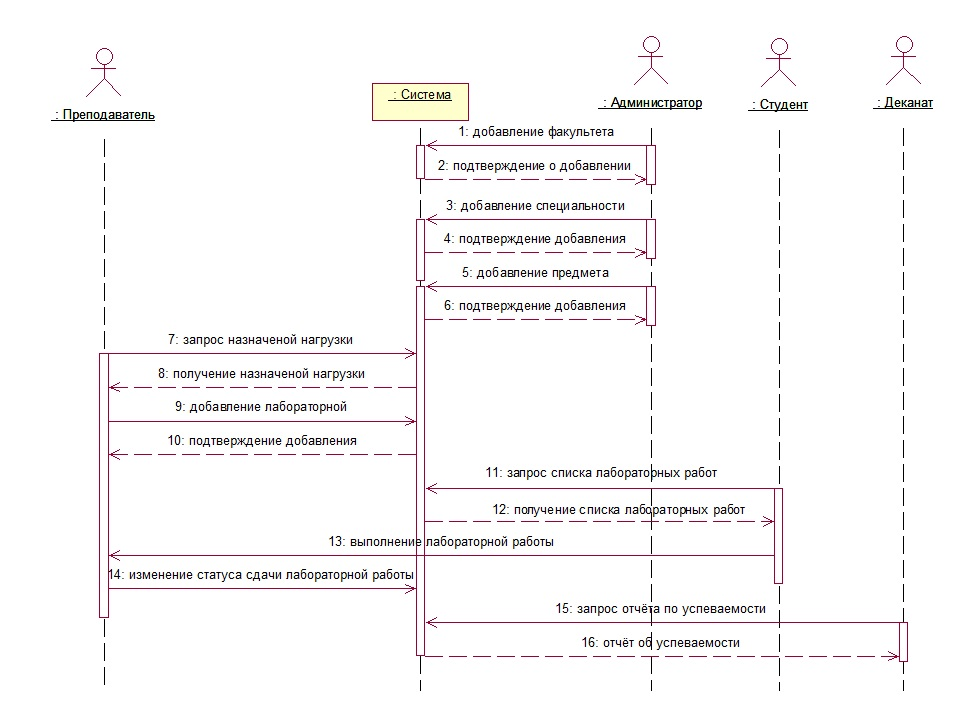 : Преподаватель
: Система
: Администратор
: Студент
: Деканат
1: добавление факультета
2: подтверждение о добавлении
3: добавление специальности
4: подтверждение добавления
5: добавление предмета
6: подтверждение добавления
7: запрос назначеной нагрузки
8: получение назначеной нагрузки
9: добавление лабораторной
10: подтверждение добавления
11: запрос списка лабораторных работ
12: получение списка лабораторных работ
13: выполнение лабораторной работы
14: изменение статуса сдачи лабораторной работы
15: запрос отчёта по успеваемости
16: отчёт об успеваемости